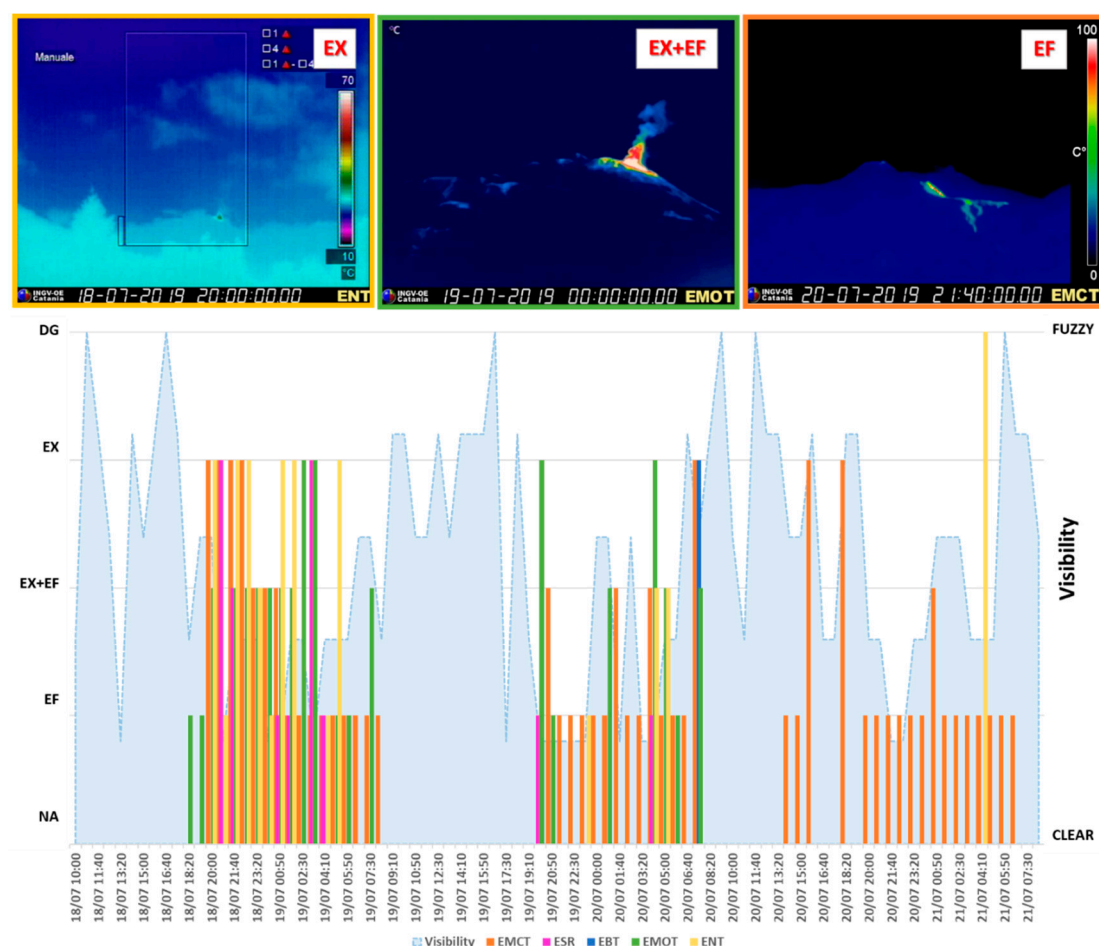 Manuale
1
4
1 - 4
EX
70
10
°C
INGV-OE
Catania
18-07-2019 20:00:00.00
ENT
°C
EX+EF
INGV-OE
Catania
19-07-2019 00:00:00.00
EMOT
EF
100
C°
0
INGV-OE
Catania
20-07-2019 21:40:00.00
EMCT
DG
EX
EX+EF
EF
NA
FUZZY
Visibility
CLEAR
18/07 10:00
18/07 11:40
18/07 13:20
18/07 15:00
18/07 16:40
18/07 18:20
18/07 20:00
18/07 21:40
18/07 23:20
19/07 00:50
19/07 02:30
19/07 04:10
19/07 05:50
19/07 07:30
19/07 09:10
19/07 10:50
19/07 12:30
19/07 14:10
19/07 15:50
19/07 17:30
19/07 19:10
19/07 20:50
19/07 22:30
20/07 00:00
20/07 01:40
20/07 03:20
20/07 05:00
20/07 06:40
20/07 08:20
20/07 10:00
20/07 11:40
20/07 13:20
20/07 15:00
20/07 16:40
20/07 18:20
20/07 20:00
20/07 21:40
20/07 23:20
21/07 00:50
21/07 02:30
21/07 04:10
21/07 05:50
21/07 07:30
Visibility EMCT ESR EBT EMOT ENT